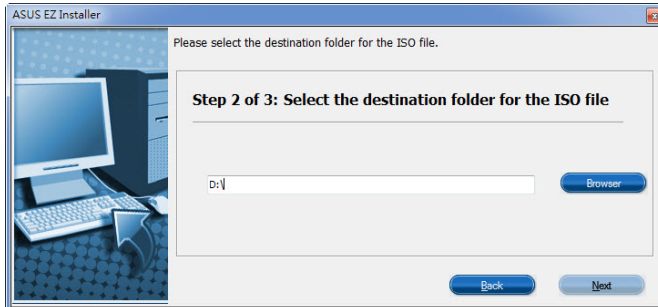 ASUS EZ Installer
Please select the destination folder for the ISO file.
Step 2 of 3: Select the destination folder for the ISO file
D:\
Browser
Back
Next